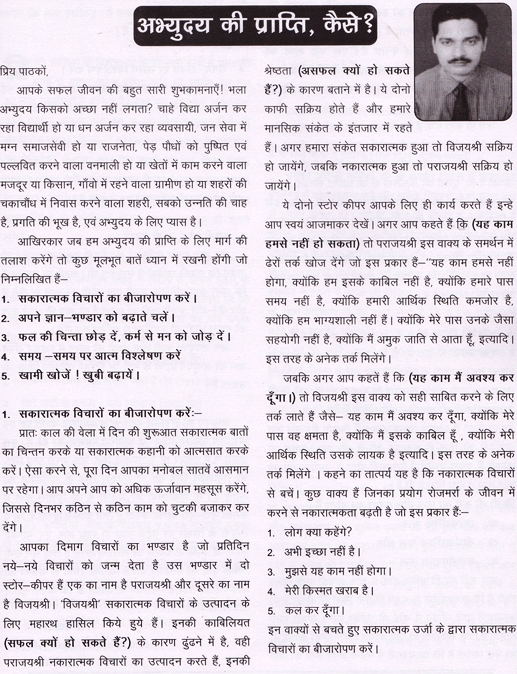 अभ्युदय की प्राप्ति, कैसे?
प्रिय पाठकों,
आपके सफल जीवन की बहुत सारी शुभकामनाएँ! भला
अभ्युदय किसको अच्छा नहीं लगता? चाहे विद्या अर्जन कर
रहा विद्यार्थी हो या धन अर्जन कर रहा व्यवसायी, जन सेवा में
मग्न समाजसेवी हो या राजनेता, पेड़ पौधों को पुष्पित एवं
पल्लवित करने वाला वनमाली हो या खेतों में काम करने वाला
मजदूर या किसान, गाँवो में रहने वाला ग्रामीण हो या शहरों की
चकाचौंध में निवास करने वाला शहरी, सबको उन्नति की चाह
है, प्रगति की भूख है, एवं अभ्युदय के लिए प्यास है।
आखिरकार जब हम अभ्युदय की प्राप्ति के लिए मार्ग की
तलाश करेंगे तो कुछ मूलभूत बातें ध्यान में रखनी होंगी जो
निम्नलिखित हैं–
1. सकारात्मक विचारों का बीजारोपण करें।
2. अपने ज्ञान–भण्डार को बढ़ाते चलें।
3. फल की चिन्ता छोड़ दें, कर्म से मन को जोड़ दें।
4. समय –समय पर आत्म विश्लेषण करें
5. खामी खोजें ! खुबी बढ़ायें।
1. सकारात्मक विचारों का बीजारोपण करेंः–
प्रातः काल की वेला में दिन की शुरूआत सकारात्मक बातों
का चिन्तन करके या सकारात्मक कहानी को आत्मसात करके
करें। ऐसा करने से, पूरा दिन आपका मनोबल सातवें आसमान
पर रहेगा। आप अपने आप को अधिक ऊर्जावान महसूस करेंगे,
जिससे दिनभर कठिन से कठिन काम को चुटकी बजाकर कर
देंगे।
आपका दिमाग विचारों का भण्डार है जो प्रतिदिन
नये–नये विचारों को जन्म देता है उस भण्डार में दो
स्टोर–कीपर हैं एक का नाम है पराजयश्री और दूसरे का नाम
है विजयश्री। 'विजयश्री' सकारात्मक विचारों के उत्पादन के
लिए महारथ हासिल किये हुये हैं। इनकी काबिलियत
(सफल क्यों हो सकते हैं?) के कारण ढुंढने में है, वही
पराजयश्री नकारात्मक विचारों का उत्पादन करते हैं, इनकी
श्रेष्ठता (असफल क्यों हो सकते
हैं?) के कारण बताने में है। ये दोनो
काफी सक्रिय होते हैं और हमारे
मानसिक संकेत के इंतजार में रहते
हैं। अगर हमारा संकेत सकारात्मक हुआ तो विजयश्री सक्रिय
हो जायेंगे, जबकि नकारात्मक हुआ तो पराजयश्री सक्रिय हो
जायेंगे।
ये दोनो स्टोर कीपर आपके लिए ही कार्य करते हैं इन्हे
आप स्वयं आजमाकर देखें। अगर आप कहते हैं कि (यह काम
हमसे नहीं हो सकता) तो पराजयश्री इस वाक्य के समर्थन में
ढेरों तर्क खोज देंगे जो इस प्रकार हैं–"यह काम हमसे नहीं
होगा, क्योंकि हम इसके काबिल नहीं है, क्योंकि हमारे पास
समय नहीं है, क्योंकि हमारी आर्थिक स्थिति कमजोर है,
क्योंकि हम भाग्यशाली नहीं हैं। क्योंकि मेरे पास उनके जैसा
सहयोगी नहीं है, क्योंकि मैं अमुक जाति से आता हूँ, इत्यादि।
इस तरह के अनेक तर्क मिलेंगे।
जबकि अगर आप कहतें हैं कि (यह काम मैं अवश्य कर
दूँगा।) तो विजयश्री इस वाक्य को सही साबित करने के लिए
तर्क लाते हैं जैसे– यह काम मैं अवश्य कर दूँगा, क्योंकि मेरे
पास वह क्षमता है, क्योंकि मैं इसके काबिल हूँ , क्योंकि मेरी
आर्थिक स्थिति उसके लायक है इत्यादि। इस तरह के अनेक
तर्क मिलेंगे । कहने का तात्पर्य यह है कि नकारात्मक विचारों
से बचें। कुछ वाक्य हैं जिनका प्रयोग रोजमर्रा के जीवन में
करने से नकारात्मकता बढ़ती है जो इस प्रकार हैं:–
1. लोग क्या कहेंगे?
2. अभी इच्छा नहीं है।
3. मुझसे यह काम नहीं होगा।
4. मेरी किस्मत खराब है।
5. कल कर दूँगा।
इन वाक्यों से बचते हुए सकारात्मक उर्जा के द्वारा सकारात्मक
विचारों का बीजारोपण करें।